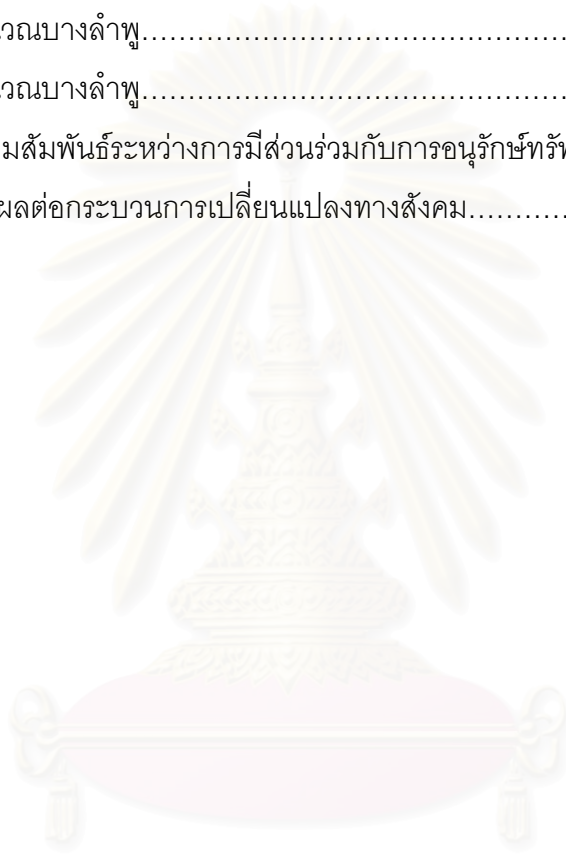 วณบางลำพู……………………………………………
วณบางลำพู……………………………………………
มสัมพันธ์ระหว่างการมีส่วนร่วมกับการอนุรักษ์ทรัพ
ผลต่อกระบวนการเปลี่ยนแปลงทางสังคม…………